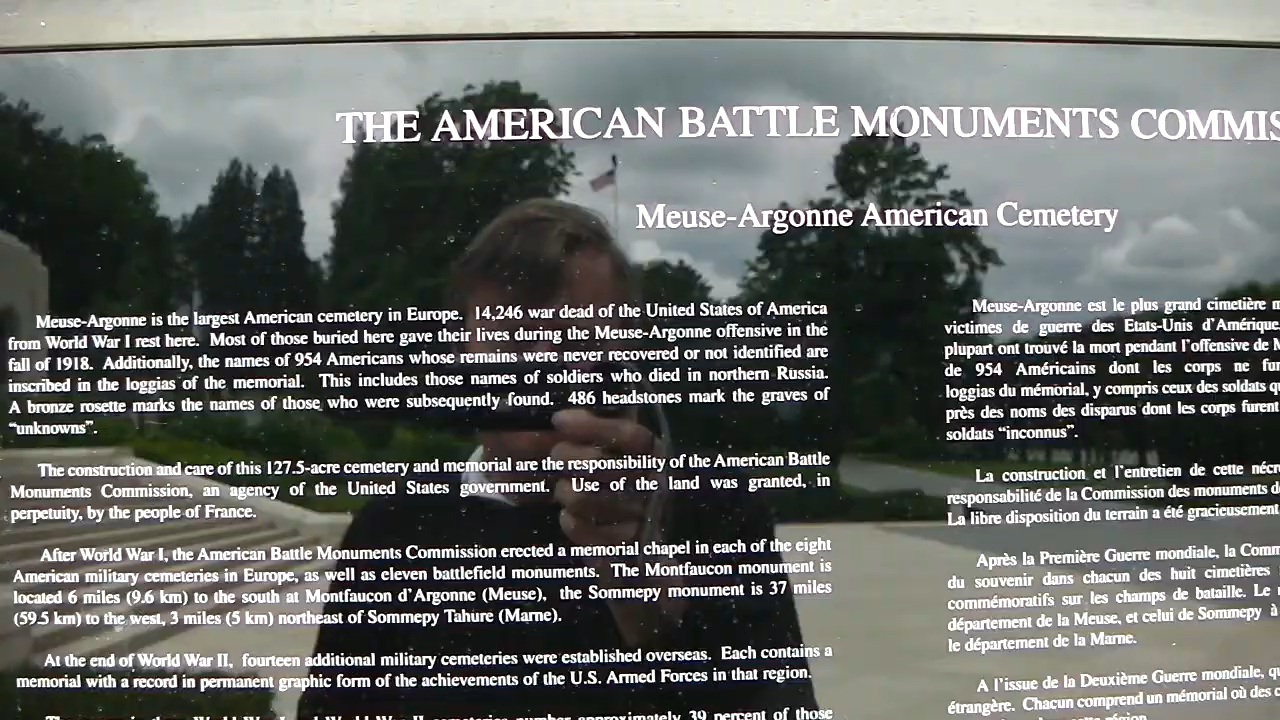 THE AMERICAN BATTLE MONUMENTS COMMIS
Meuse-Argonne American Cemetery
Meuse-Argonne is the largest American cemetery in Europe. 14,246 war dead of the United States of America
from World War I rest here. Most of those buried here gave their lives during the Meuse-Argonne offensive in the
fall of 1918. Additionally, the names of 954 Americans whose remains were never recovered or not identified are
inscribed in the loggias of the memorial. This includes those names of soldiers who died in northern Russia.
A bronze rosette marks the names of those who were subsequently found. 486 headstones mark the graves of
“unknowns”.
The construction and care of this 127.5-acre cemetery and memorial are the responsibility of the American Battle
Monuments Commission, an agency of the United States government. Use of the land was granted, in
perpetuity, by the people of France.
After World War I, the American Battle Monuments Commission erected a memorial chapel in each of the eight
American military cemeteries in Europe, as well as eleven battlefield monuments. The Montfaucon monument is
located 6 miles (9.6 km) to the south at Montfaucon d'Argonne (Meuse), the Sommepy monument is 37 miles
(59.5 km) to the west, 3 miles (5 km) northeast of Sommepy Tahure (Marne).
At the end of World War II, fourteen additional military cemeteries were established overseas. Each contains a
memorial with a record in permanent graphic form of the achievements of the U.S. Armed Forces in that region.
approximately 39 percent of those
Meuse-Argonne est le plus grand cimetière
victimes de guerre des Etats-Unis d'Amérique
plupart ont trouvé la mort pendant l'offensive de
de 954 Américains dont les corps ne
loggias du mémorial, y compris ceux des soldats
près des noms des disparus dont les corps furent
soldats “inconnus”.
La construction et l'entretien de cette
responsabilité de la Commission des monuments
La libre disposition du terrain a été gracieusement
Après la Première Guerre mondiale, la
du souvenir dans chacun des huit cimetières
commémoratifs sur les champs de bataille. Le
département de la Meuse, et celui de Sommepy à
le département de la Marne.
A l'issue de la Deuxième Guerre mondiale,
étrangère. Chacun comprend un mémorial où des
région